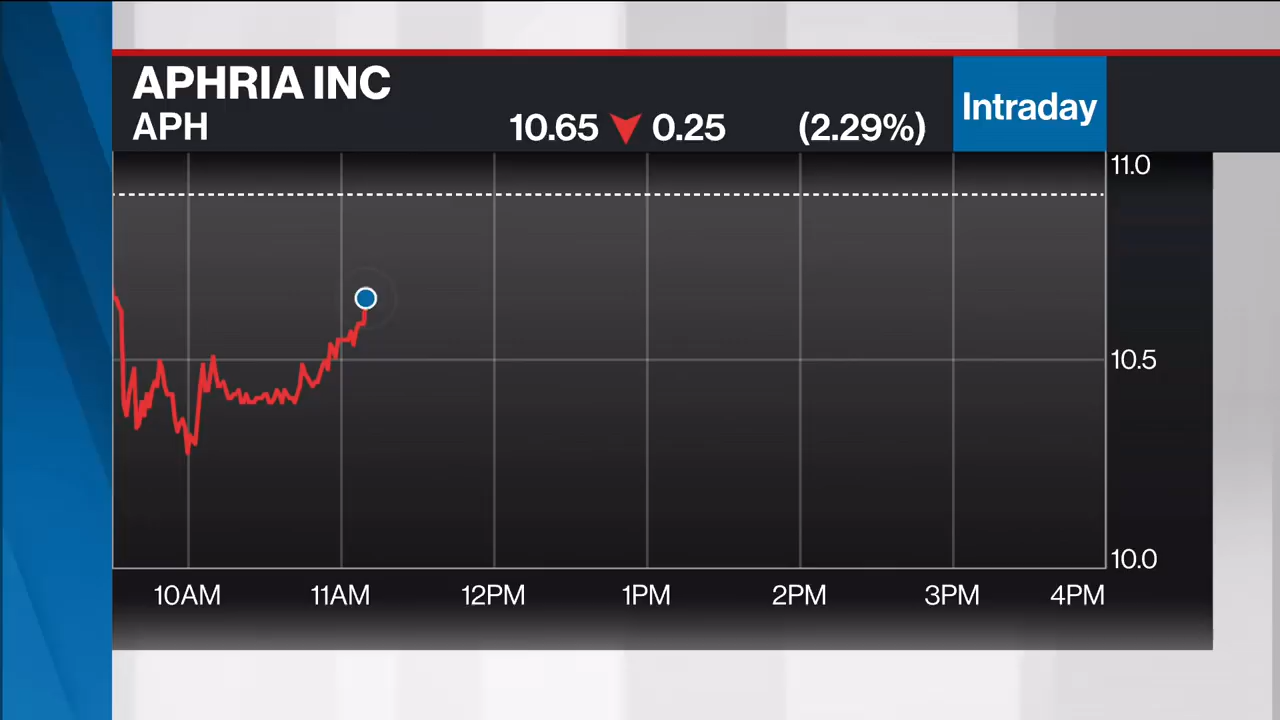 APHRIA INC
APH
10.65 0.25 (2.29%)
Intraday
11.0
10.5
10.0
10AM 11AM 12PM 1PM 2PM 3PM 4PM